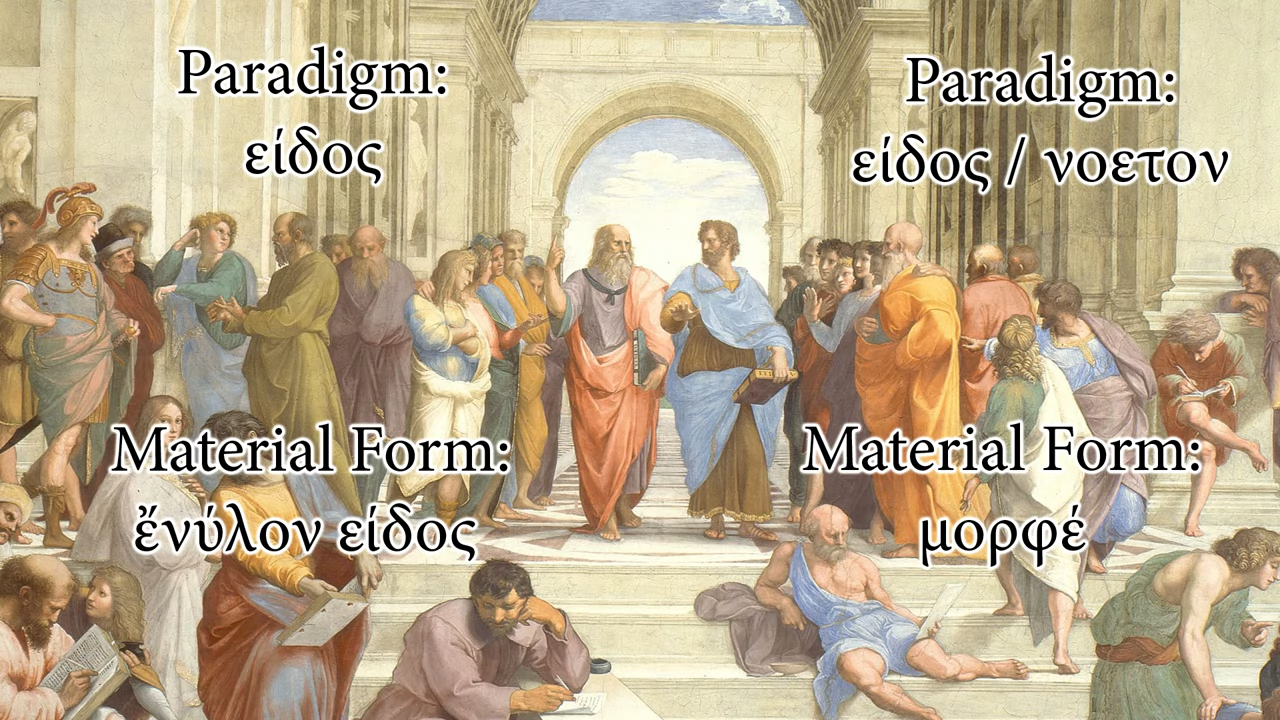 Paradigm:
είδος
Paradigm:
είδος / νοετον
Material Form:
ἔνύλον είδος
Material Form:
μορφέ